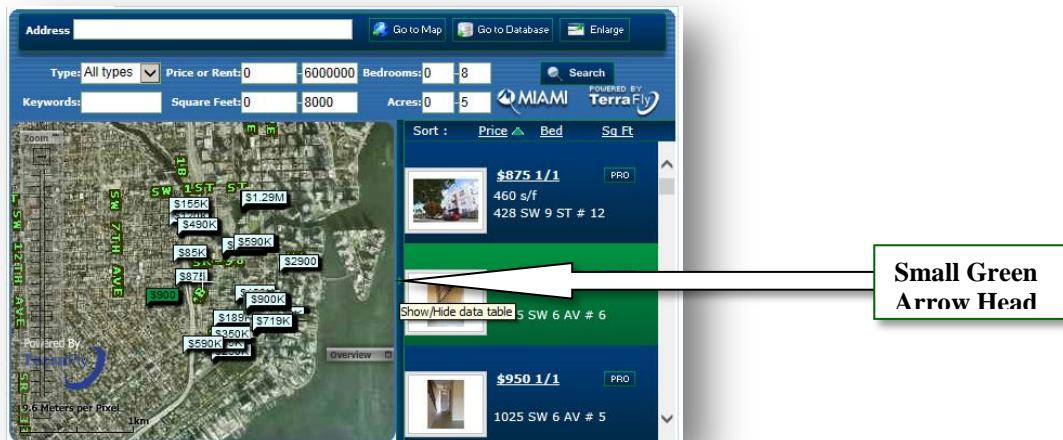 Address
Go to Map
Go to Database
Enlarge
Type: All types
Price or Rent: 0 - 6000000
Bedrooms: 0 - 8
Search
Keywords:
Square Feet: 0 - 8000
Acres: 0 - 5
MIAMI
POWERED BY
TerraFly
Zoom
SW 1ST ST
SW 7TH AVE
SW 12TH AVE
$155K
$1.29M
$490K
$590K
$85K
$2900
$875
$900
$900K
$189K
$719K
$350K
$590K
Powered By
TerraFly
Overview
9.6 Meters per Pixel
1km
Sort :
Price
Bed
Sq Ft
$875 1/1
PRO
460 s/f
428 SW 9 ST # 12
Show/Hide data table
5 SW 6 AV # 6
$950 1/1
PRO
1025 SW 6 AV # 5
Small Green
Arrow Head